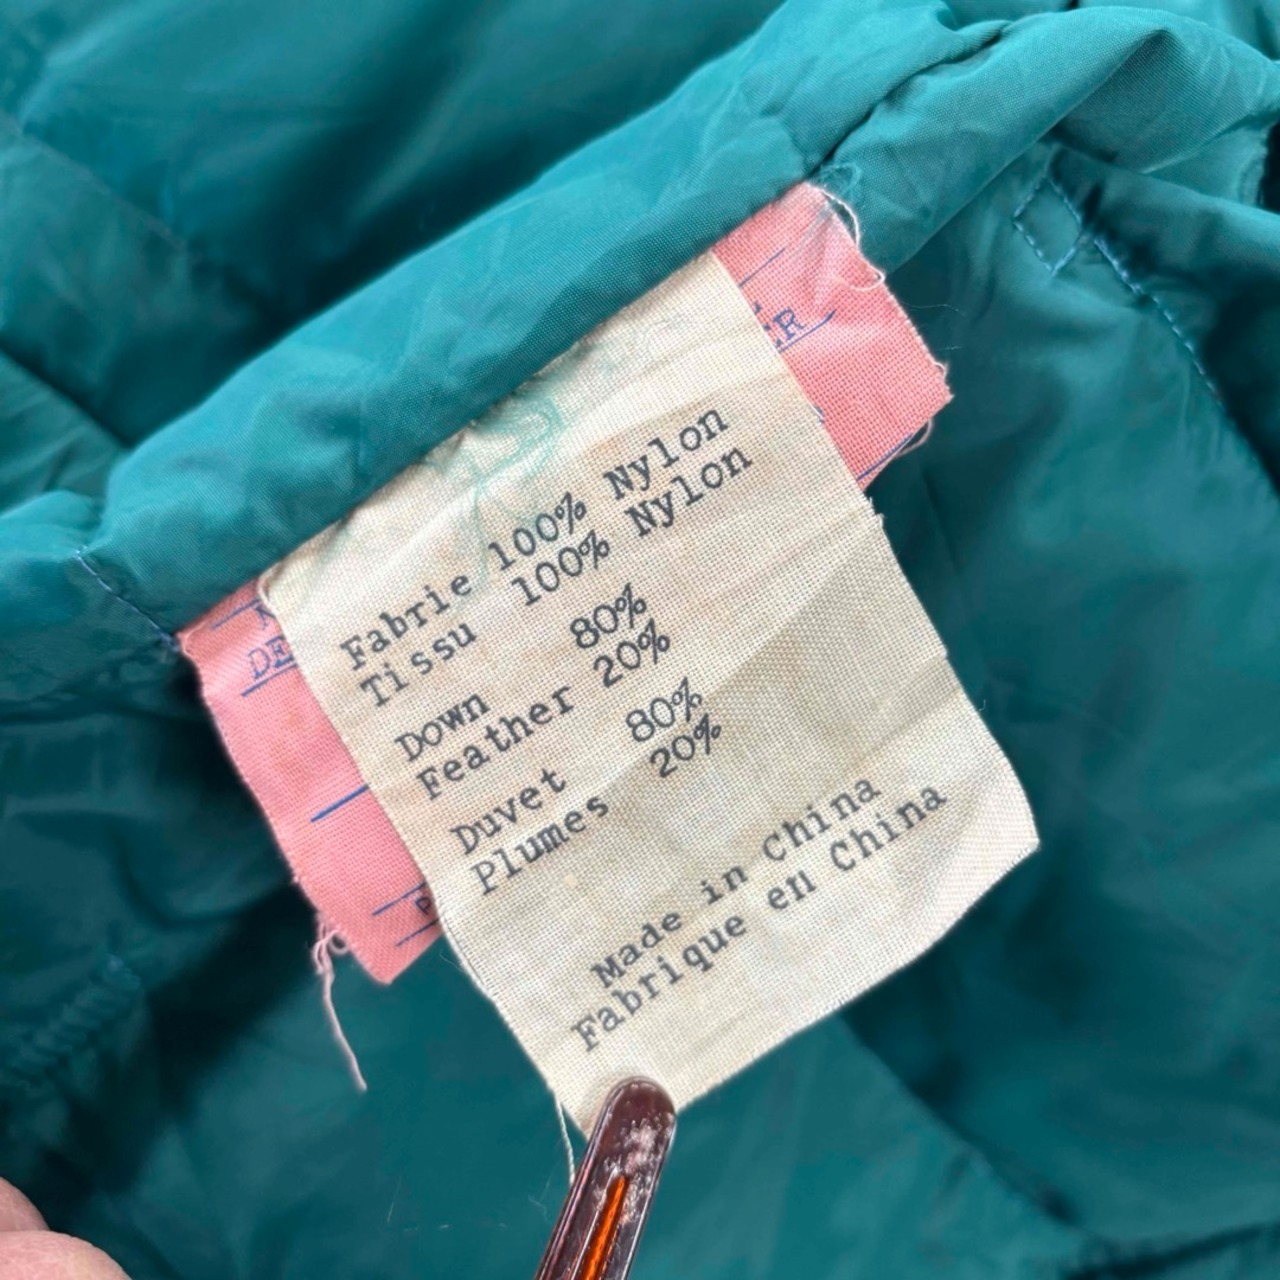 Fabrie 100% Nylon
Tissu 100% Nylon
Down 80%
Feather 20%
Duvet 80%
Plumes 20%
Made in China
Fabrique en China